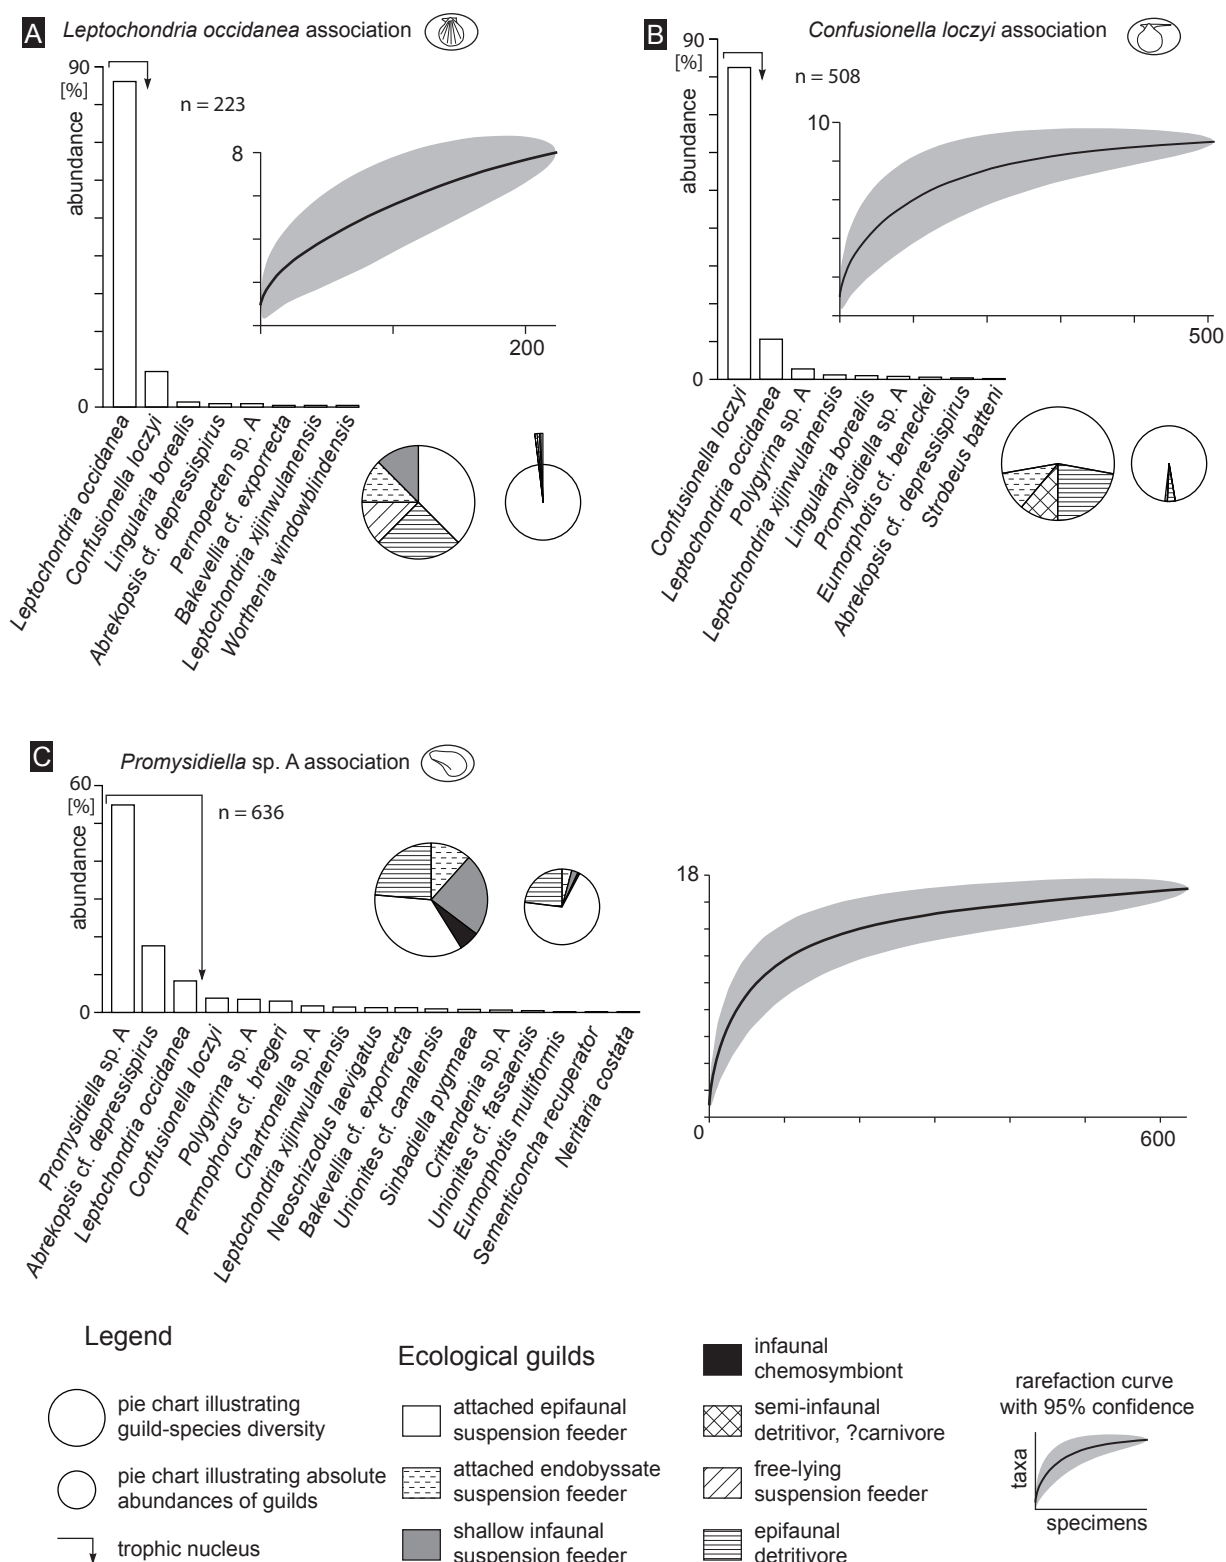 A
Leptochondria occidanea association
90
[%]
abundance
n = 223
8
200
0
Leptochondria occidanea
Confusionella loczyi
Lingularia borealis
Abrekopsis cf. depressispirus
Pernopecten sp. A
Bakevellia cf. exporrecta
Leptochondria xijinwulanensis
Worthenia windowblindensis
B
Confusionella loczyi association
90
[%]
abundance
n = 508
10
500
0
Confusionella loczyi
Leptochondria occidanea
Polygyrina sp. A
Leptochondria xijinwulanensis
Lingularia borealis
Promysidiella sp. A
Eumorphotis cf. beneckei
Abrekopsis cf. depressispirus
Strobeus batteni
C
Promysidiella sp. A association
60
[%]
abundance
n = 636
0
Promysidiella sp. A
Abrekopsis cf. depressispirus
Leptochondria occidanea
Confusionella loczyi
Polygyrina sp. A
Permophorus cf. bregeri
Chartronella sp. A
Leptochondria xijinwulanensis
Neoschizodus laevigatus
Bakevellia cf. exporrecta
Unionites cf. canalensis
Sinbadiella pygmaea
Crittendenia sp. A
Unionites cf. fassaensis
Eumorphotis multiformis
Sementiconcha recuperator
Neritaria costata
18
0
600
Legend
pie chart illustrating
guild-species diversity
pie chart illustrating absolute
abundances of guilds
trophic nucleus
Ecological guilds
attached epifaunal
suspension feeder
attached endobyssate
suspension feeder
shallow infaunal
suspension feeder
infaunal
chemosymbiont
semi-infaunal
detritivor, ?carnivore
free-lying
suspension feeder
epifaunal
detritivore
rarefaction curve
with 95% confidence
taxa
specimens